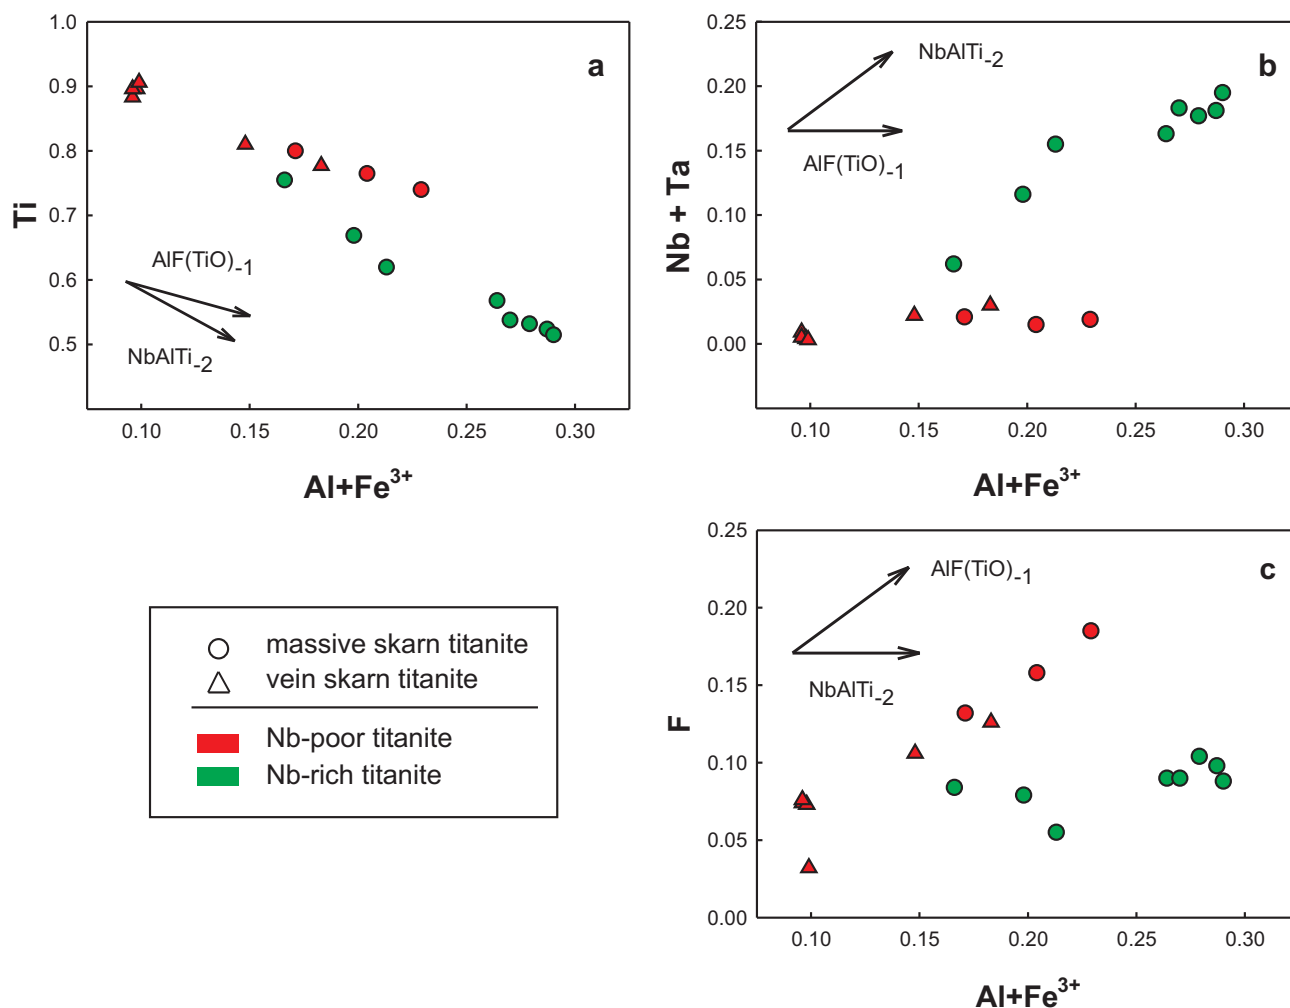 a
Ti
1.0
0.9
0.8
0.7
0.6
0.5
AlF(TiO)-1
NbAlTi-2
0.10 0.15 0.20 0.25 0.30
Al+Fe3+
b
Nb + Ta
0.25
0.20
0.15
0.10
0.05
0.00
NbAlTi-2
AlF(TiO)-1
0.10 0.15 0.20 0.25 0.30
Al+Fe3+
massive skarn titanite
vein skarn titanite
Nb-poor titanite
Nb-rich titanite
c
F
0.25
0.20
0.15
0.10
0.05
0.00
AlF(TiO)-1
NbAlTi-2
0.10 0.15 0.20 0.25 0.30
Al+Fe3+